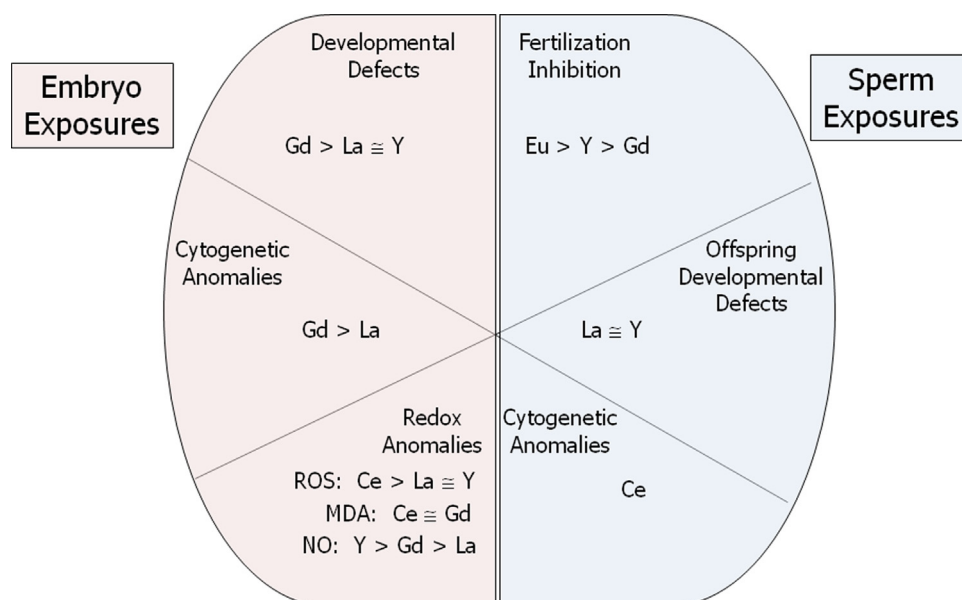 Embryo
Exposures
Developmental
Defects
Gd > La ≅ Y
Cytogenetic
Anomalies
Gd > La
Redox
Anomalies
ROS: Ce > La ≅ Y
MDA: Ce ≅ Gd
NO: Y > Gd > La
Fertilization
Inhibition
Eu > Y > Gd
Sperm
Exposures
Offspring
Developmental
Defects
La ≅ Y
Cytogenetic
Anomalies
Ce